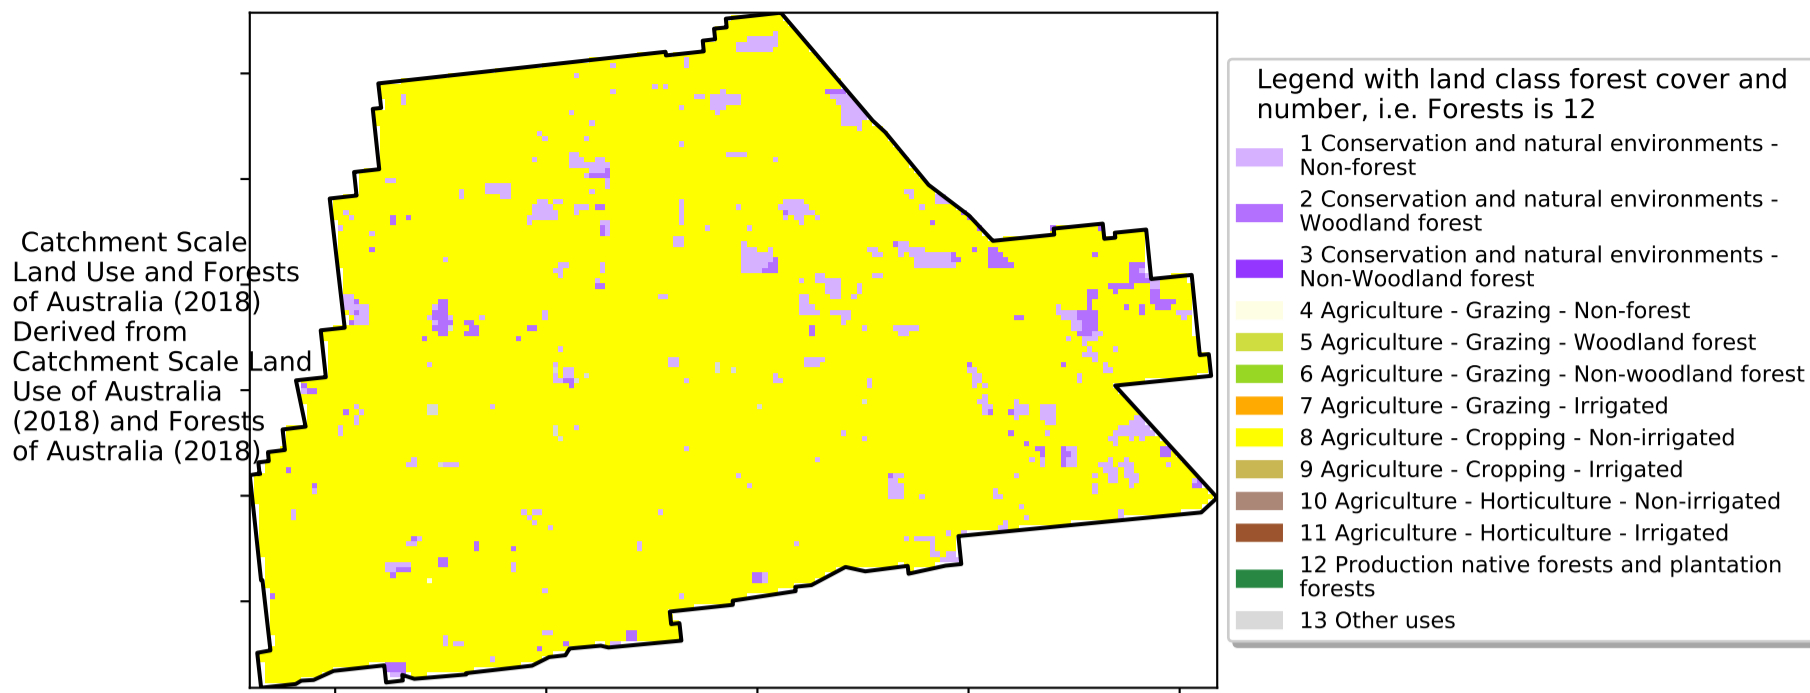 Catchment Scale
Land Use and Forests
of Australia (2018)
Derived from
Catchment Scale Land
Use of Australia
(2018) and Forests
of Australia (2018)
Legend with land class forest cover and
number, i.e. Forests is 12
1 Conservation and natural environments -
Non-forest
2 Conservation and natural environments -
Woodland forest
3 Conservation and natural environments -
Non-Woodland forest
4 Agriculture - Grazing - Non-forest
5 Agriculture - Grazing - Woodland forest
6 Agriculture - Grazing - Non-woodland forest
7 Agriculture - Grazing - Irrigated
8 Agriculture - Cropping - Non-irrigated
9 Agriculture - Cropping - Irrigated
10 Agriculture - Horticulture - Non-irrigated
11 Agriculture - Horticulture - Irrigated
12 Production native forests and plantation
forests
13 Other uses